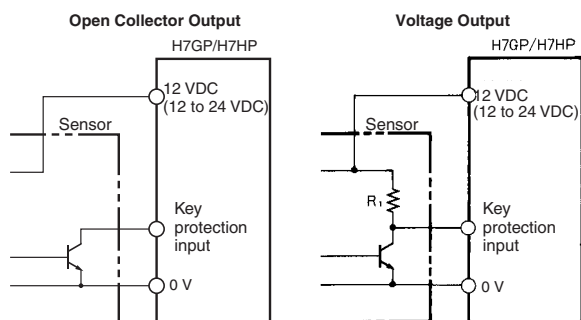 Open Collector Output
H7GP/H7HP
12 VDC
(12 to 24 VDC)
Sensor
Key
protection
input
0 V
Voltage Output
H7GP/H7HP
12 VDC
(12 to 24 VDC)
Sensor
R₁
Key
protection
input
0 V